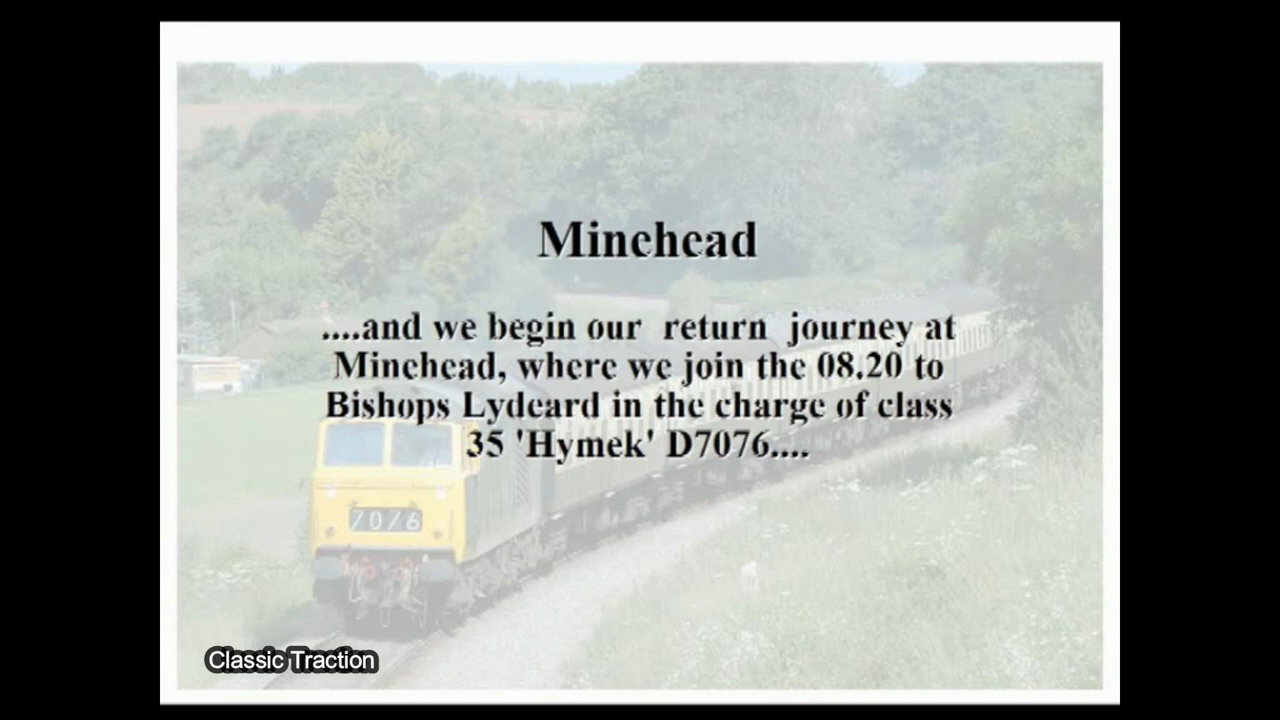 Minehead
....and we begin our return journey at
Minehead, where we join the 08.20 to
Bishops Lydeard in the charge of class
35 'Hymek' D7076....
7076
Classic Traction